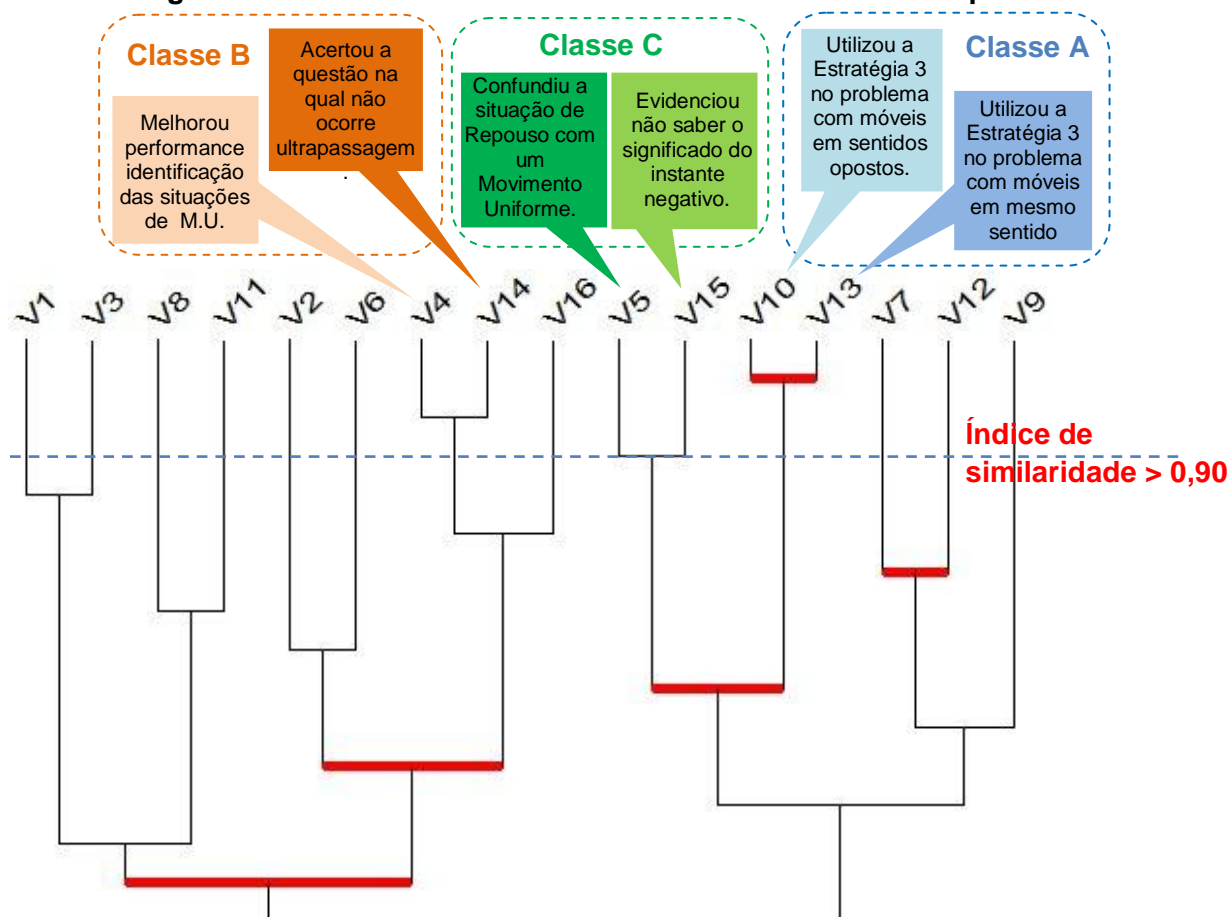 Classe B
Melhorou
performance
identificação
das situações
de M.U.
Acertou a
questão na
qual não
ocorre
ultrapassagem
.
Classe C
Confundiu a
situação de
Repouso com
um
Movimento
Uniforme.
Evidenciou
não saber o
significado do
instante
negativo.
Classe A
Utilizou a
Estratégia 3
no problema
com móveis
em sentidos
opostos.
Utilizou a
Estratégia 3
no problema
com móveis
em mesmo
sentido
V1 V3 V8 V11 V2 V6 V4 V14 V16 V5 V15 V10 V13 V7 V12 V9
Índice de
similaridade > 0,90